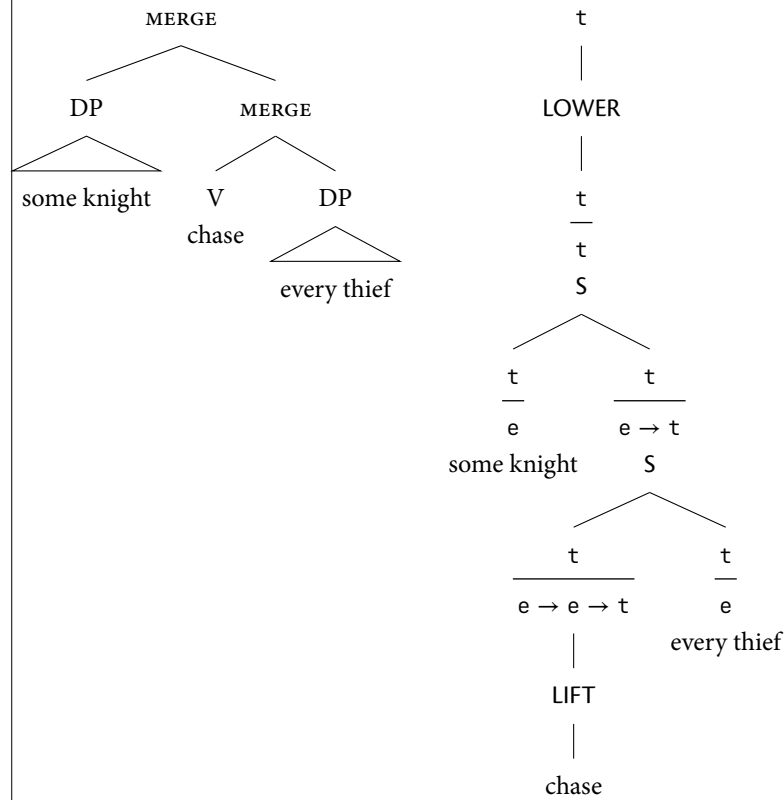 MERGE
DP MERGE
some knight V DP
chase
every thief
t
LOWER
t
t
S
t t
e e → t
some knight S
t t
e → e → t e
every thief
LIFT
chase